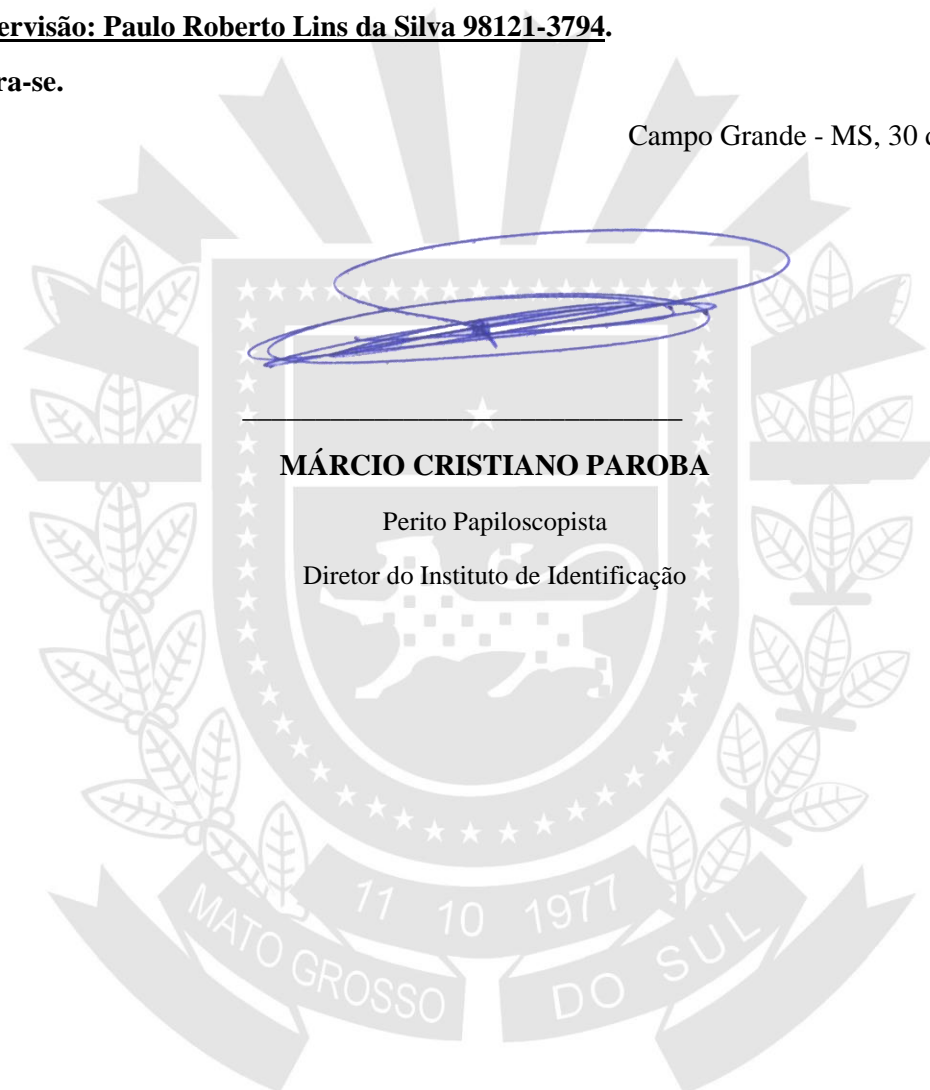 ervisão: Paulo Roberto Lins da Silva 98121-3794.
ra-se.
Campo Grande - MS, 30
MÁRCIO CRISTIANO PAROBA
Perito Papiloscopista
Diretor do Instituto de Identificação
11 10 1977
MATO GROSSO DO SUL